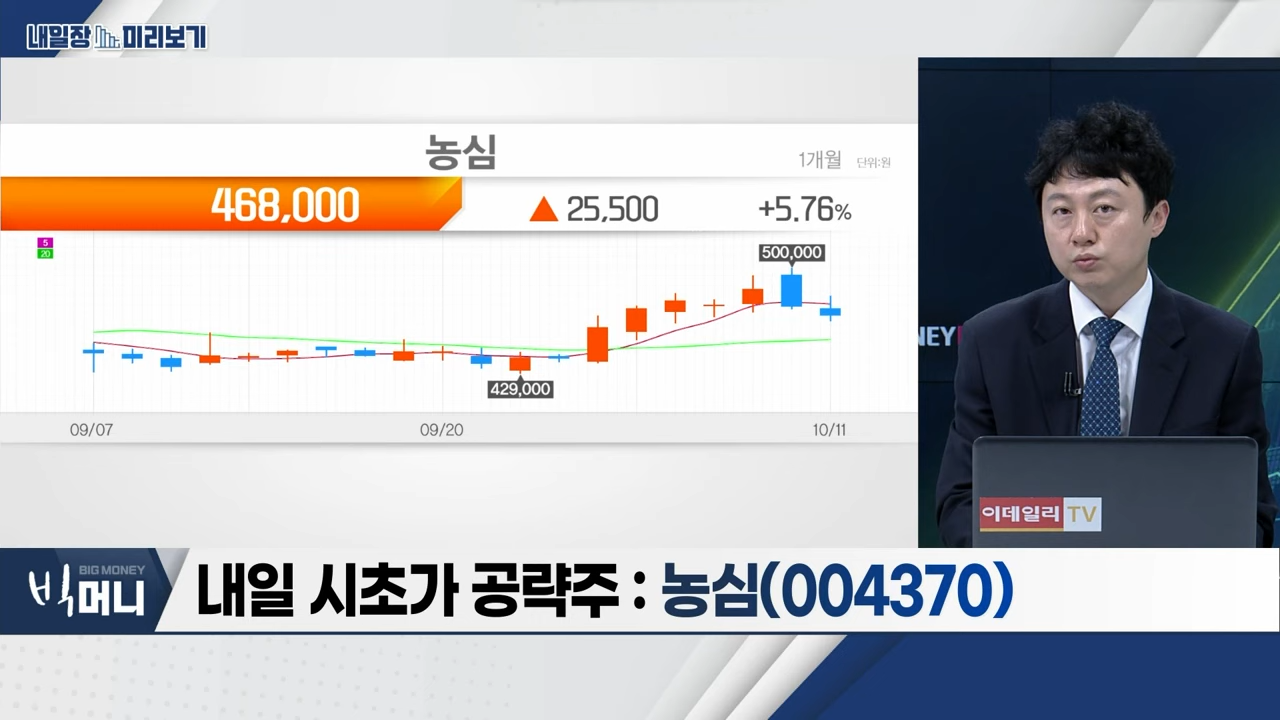 내일장 미리보기
농심
1개월 단위:원
468,000 ▲ 25,500 +5.76%
5
20
500,000
429,000
09/07 09/20 10/11
NEY
이데일리 TV
BIG MONEY
빅머니
내일 시초가 공략주 : 농심(004370)